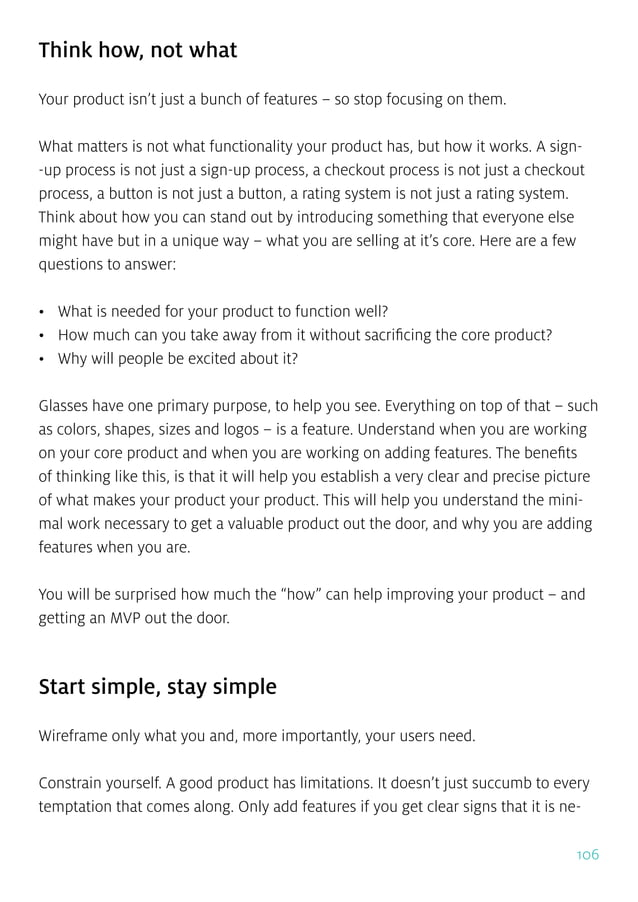 Think how, not what
Your product isn’t just a bunch of features – so stop focusing on them.
What matters is not what functionality your product has, but how it works. A sign-
-up process is not just a sign-up process, a checkout process is not just a checkout
process, a button is not just a button, a rating system is not just a rating system.
Think about how you can stand out by introducing something that everyone else
might have but in a unique way – what you are selling at it’s core. Here are a few
questions to answer:
• What is needed for your product to function well?
• How much can you take away from it without sacrificing the core product?
• Why will people be excited about it?
Glasses have one primary purpose, to help you see. Everything on top of that – such
as colors, shapes, sizes and logos – is a feature. Understand when you are working
on your core product and when you are working on adding features. The benefits
of thinking like this, is that it will help you establish a very clear and precise picture
of what makes your product your product. This will help you understand the mini-
mal work necessary to get a valuable product out the door, and why you are adding
features when you are.
You will be surprised how much the “how” can help improving your product – and
getting an MVP out the door.
Start simple, stay simple
Wireframe only what you and, more importantly, your users need.
Constrain yourself. A good product has limitations. It doesn’t just succumb to every
temptation that comes along. Only add features if you get clear signs that it is ne-
106